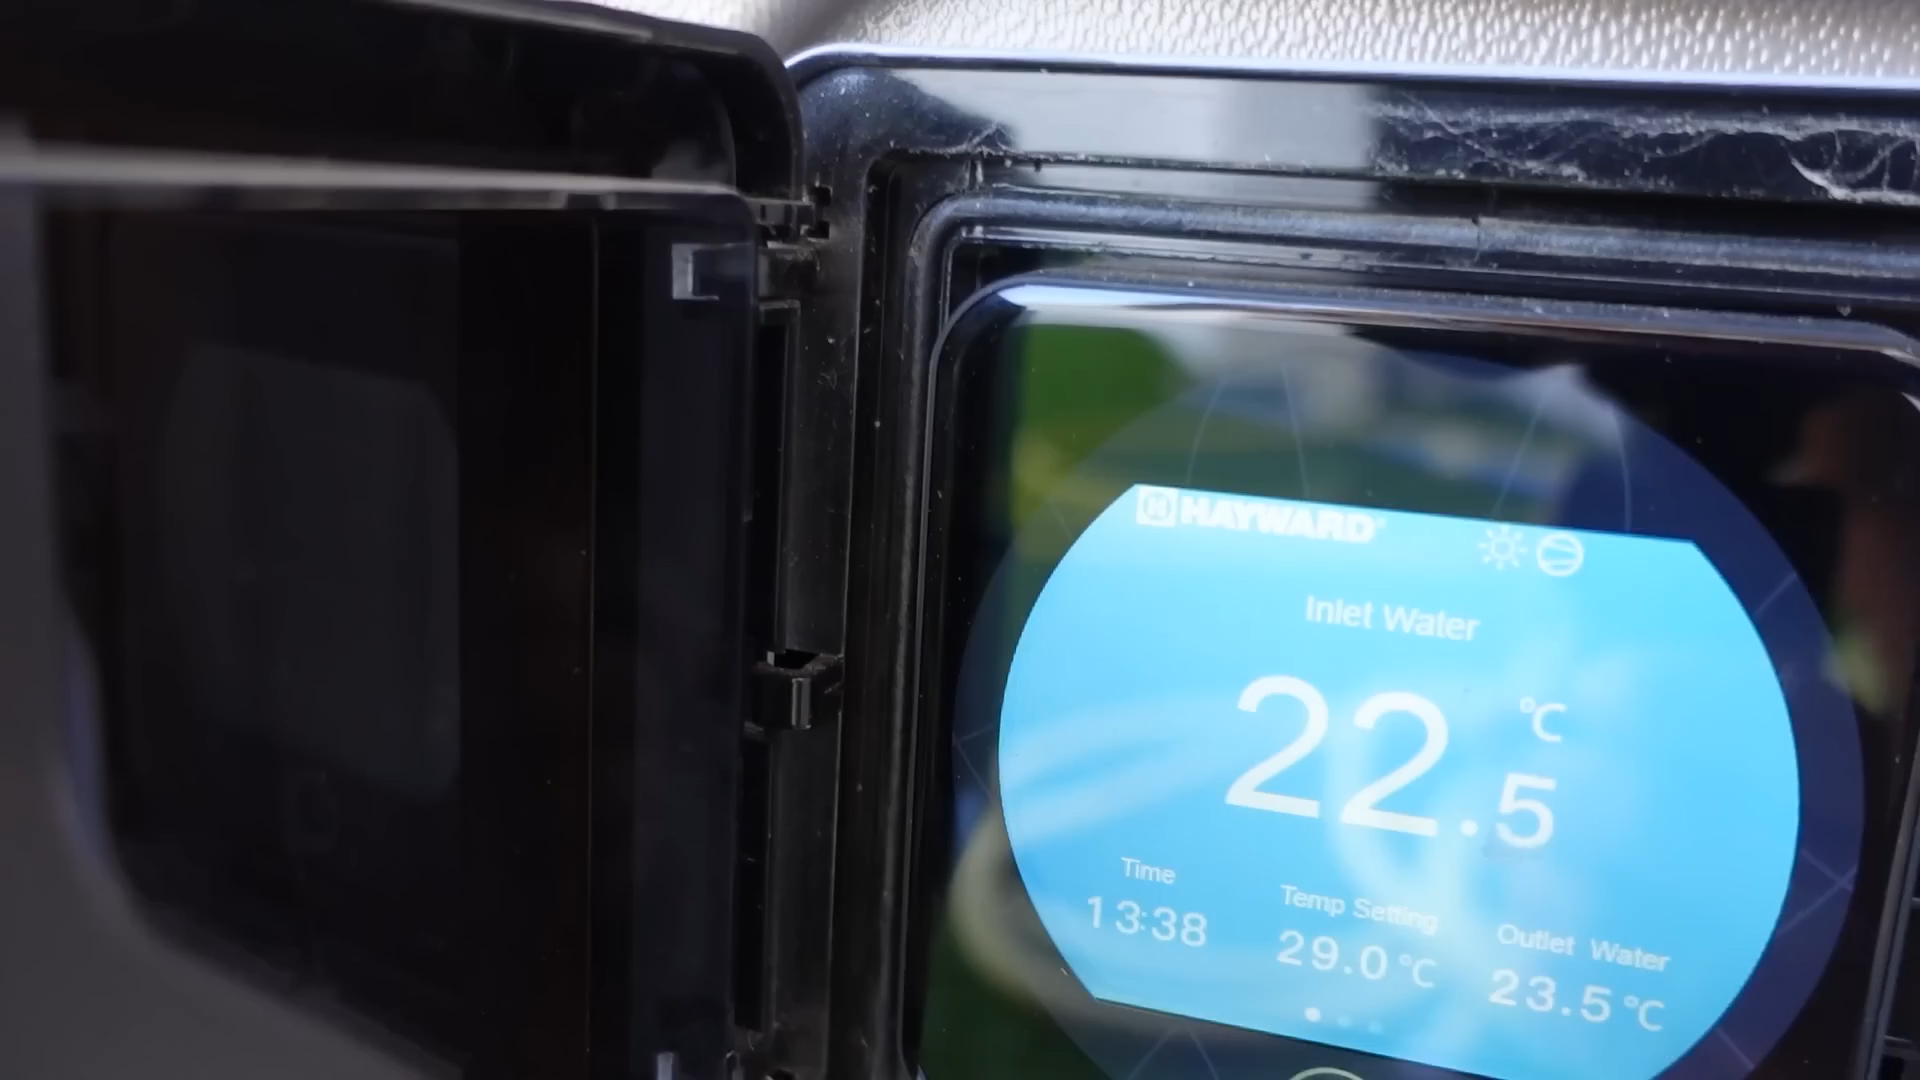 HAYWARD
Inlet Water
22.5 °C
Time
13:38
Temp Setting
29.0 °C
Outlet Water
23.5 °C